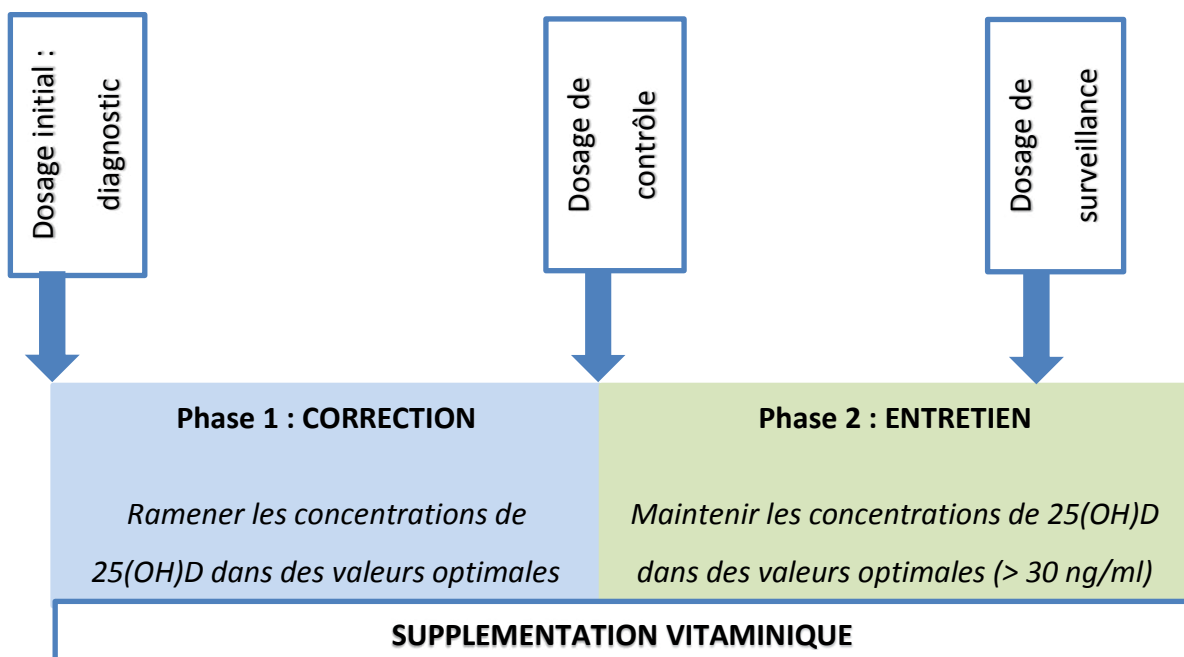 Dosage initial :
diagnostic
Dosage de
contrôle
Dosage de
surveillance
Phase 1 : CORRECTION
Ramener les concentrations de
25(OH)D dans des valeurs optimales
Phase 2 : ENTRETIEN
Maintenir les concentrations de 25(OH)D
dans des valeurs optimales (> 30 ng/ml)
SUPPLEMENTATION VITAMINIQUE